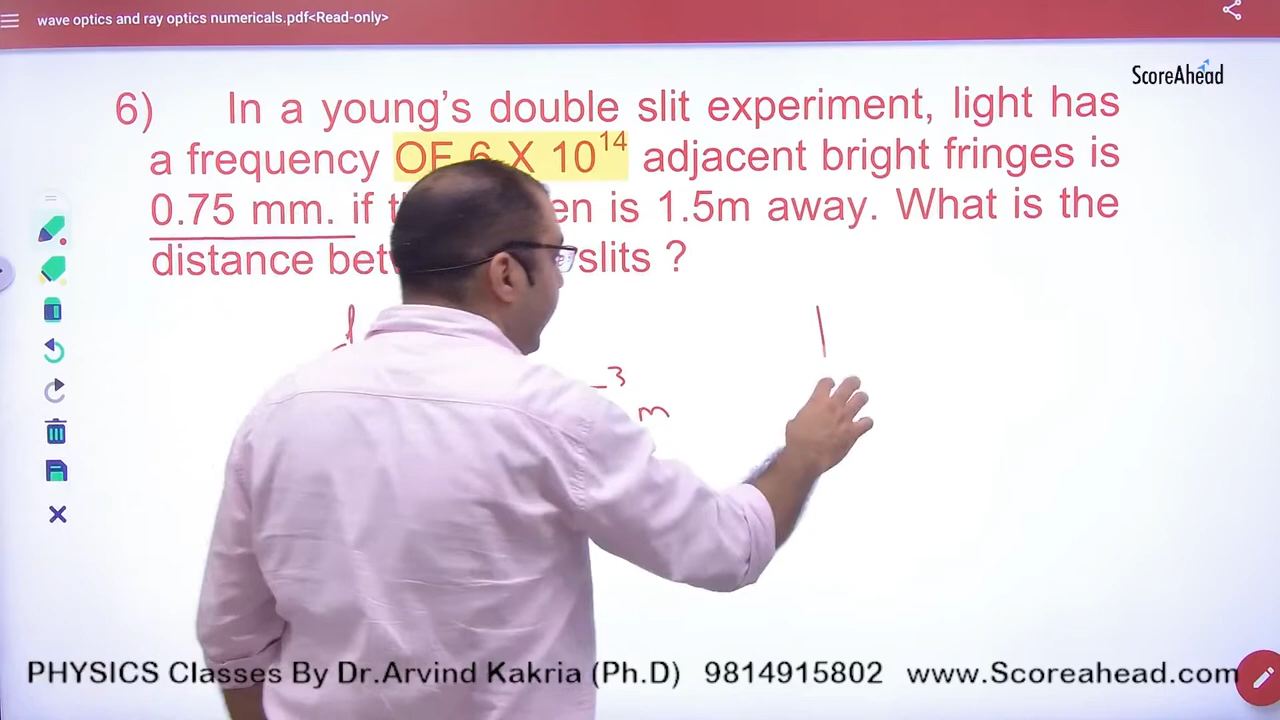 wave optics and ray optics numericals.pdf<Read-only>
ScoreAhead
6) In a young's double slit experiment, light has
a frequency OF 6 X 10¹⁴ adjacent bright fringes is
0.75 mm. if is 1.5m away. What is the
distance slits ?
3
m
PHYSICS Classes By Dr.Arvind Kakria (Ph.D) 9814915802 www.Scoreahead.com